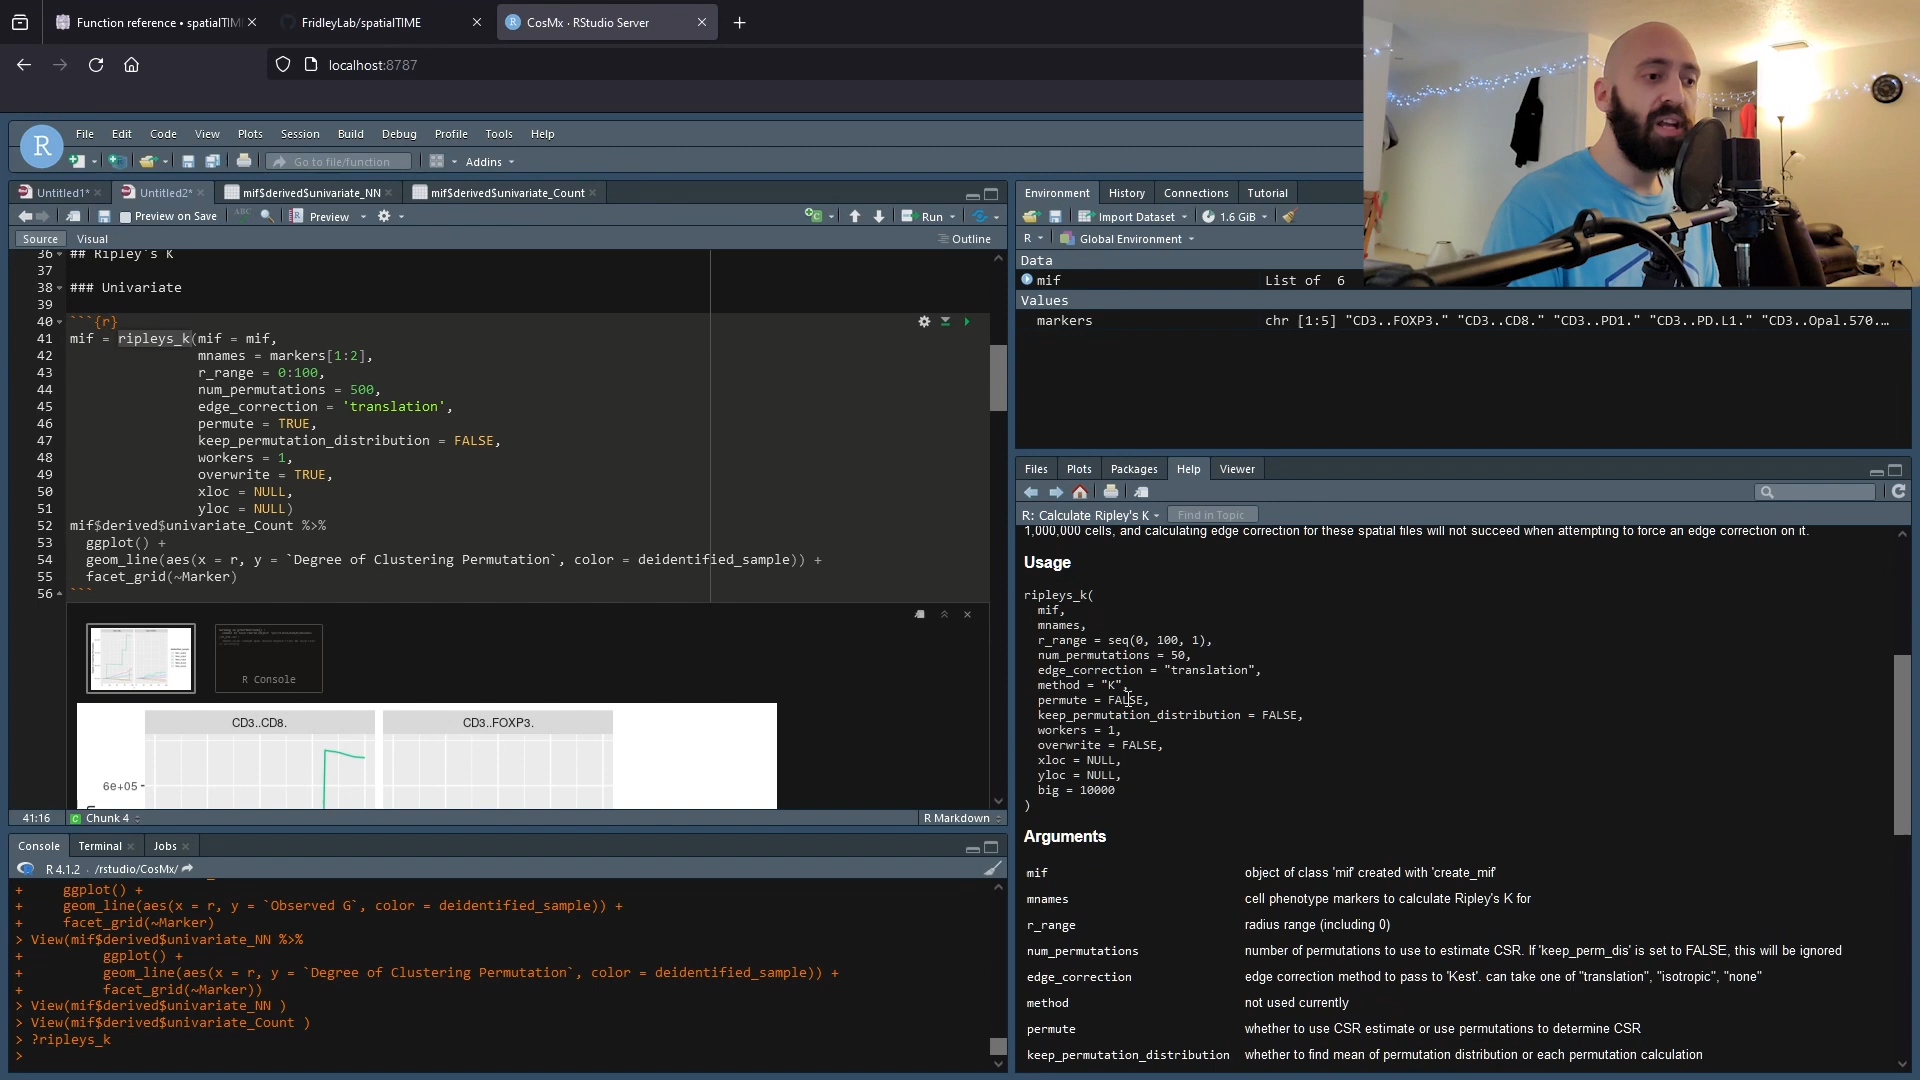 Function reference • spatialTIM
FridleyLab/spatialTIME
CosMx · RStudio Server
localhost:8787
R
File Edit Code View Plots Session Build Debug Profile Tools Help
Go to file/function
Addins
Untitled1*
Untitled2*
mif$derived$univariate_NN
mif$derived$univariate_Count
Preview on Save
Preview
Run
Source
Visual
Outline
36 ## Ripley's K
37
38 ### Univariate
39
40 ```{r}
41 mif = ripleys_k(mif = mif,
42 mnames = markers[1:2],
43 r_range = 0:100,
44 num_permutations = 500,
45 edge_correction = 'translation',
46 permute = TRUE,
47 keep_permutation_distribution = FALSE,
48 workers = 1,
49 overwrite = TRUE,
50 xloc = NULL,
51 yloc = NULL)
52 mif$derived$univariate_Count %>%
53 ggplot() +
54 geom_line(aes(x = r, y = `Degree of Clustering Permutation`, color = deidentified_sample)) +
55 facet_grid(~Marker)
56 ```
R Console
CD3..CD8.
CD3..FOXP3.
6e+05
41:16
Chunk 4
R Markdown
Console
Terminal
Jobs
R 4.1.2 · /rstudio/CosMx/
+ ggplot() +
+ geom_line(aes(x = r, y = `Observed G`, color = deidentified_sample)) +
+ facet_grid(~Marker)
> View(mif$derived$univariate_NN %>%
+ ggplot() +
+ geom_line(aes(x = r, y = `Degree of Clustering Permutation`, color = deidentified_sample)) +
+ facet_grid(~Marker))
> View(mif$derived$univariate_NN )
> View(mif$derived$univariate_Count )
> ?ripleys_k
>
Environment
History
Connections
Tutorial
Import Dataset
1.6 GiB
R
Global Environment
Data
mif List of 6
Values
markers chr [1:5] "CD3..FOXP3." "CD3..CD8." "CD3..PD1." "CD3..PD.L1." "CD3..Opal.570.…
Files
Plots
Packages
Help
Viewer
R: Calculate Ripley's K
Find in Topic
1,000,000 cells, and calculating edge correction for these spatial files will not succeed when attempting to force an edge correction on it.
Usage
ripleys_k(
mif,
mnames,
r_range = seq(0, 100, 1),
num_permutations = 50,
edge_correction = "translation",
method = "K",
permute = FALSE,
keep_permutation_distribution = FALSE,
workers = 1,
overwrite = FALSE,
xloc = NULL,
yloc = NULL,
big = 10000
)
Arguments
mif object of class 'mif' created with 'create_mif'
mnames cell phenotype markers to calculate Ripley's K for
r_range radius range (including 0)
num_permutations number of permutations to use to estimate CSR. If 'keep_perm_dis' is set to FALSE, this will be ignored
edge_correction edge correction method to pass to 'Kest'. can take one of "translation", "isotropic", "none"
method not used currently
permute whether to use CSR estimate or use permutations to determine CSR
keep_permutation_distribution whether to find mean of permutation distribution or each permutation calculation